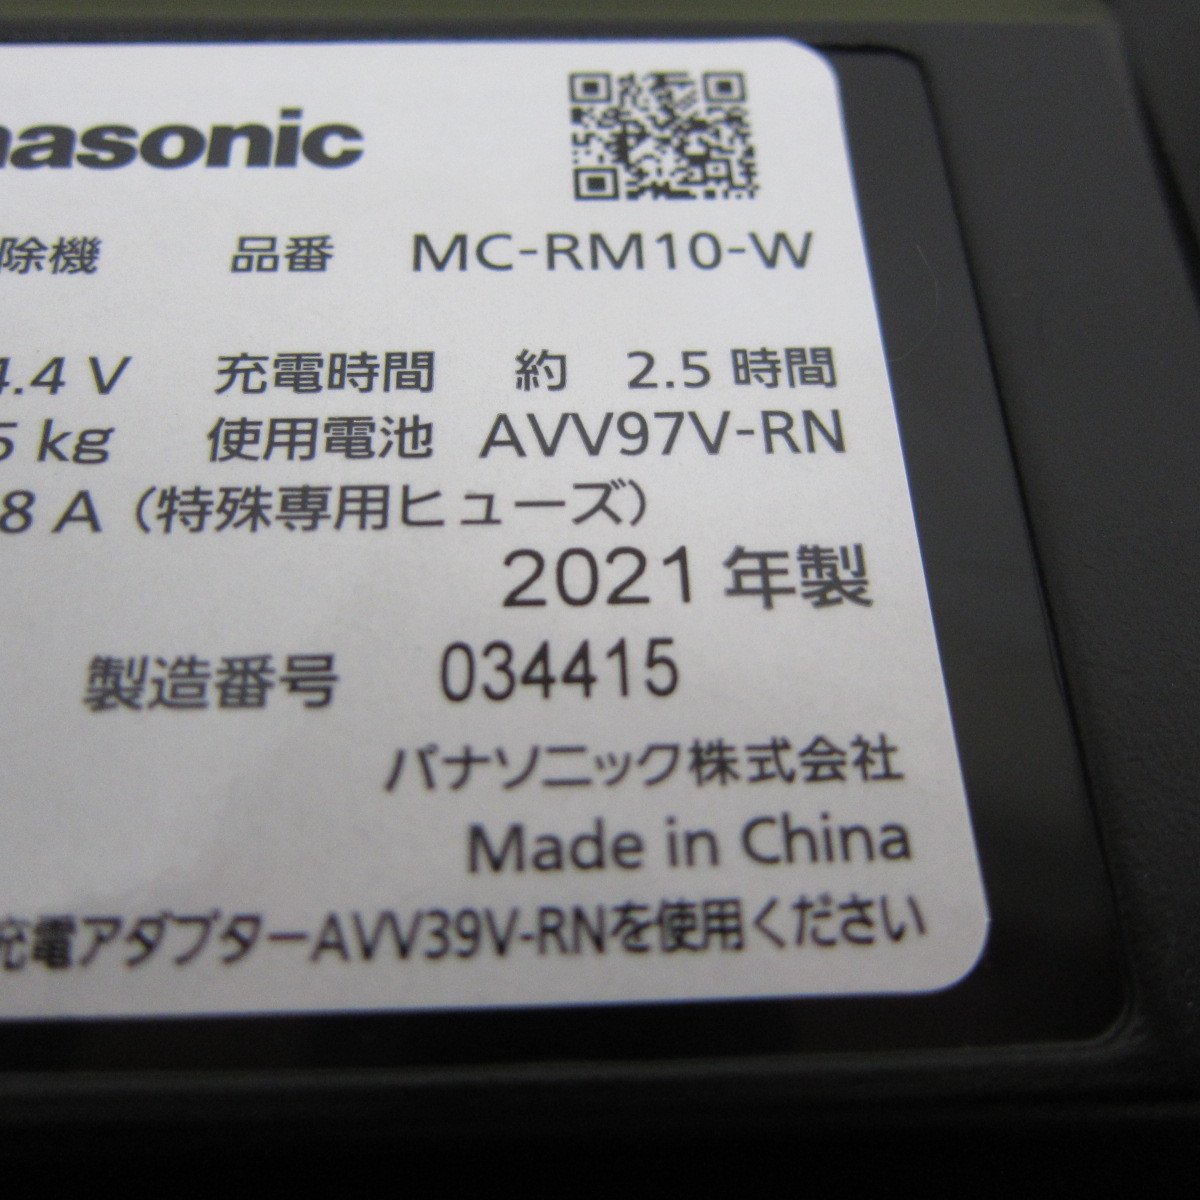 nasonic
除機 品番 MC-RM10-W
4.4 V 充電時間 約 2.5 時間
5 kg 使用電池 AVV97V-RN
8 A (特殊専用ヒューズ)
2021 年製
製造番号 034415
パナソニック株式会社
Made in China
充電アダプターAVV39V-RNを使用ください